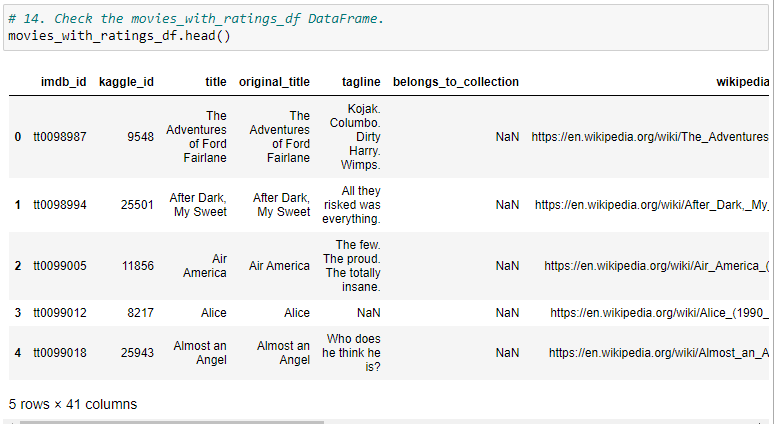 # 14. Check the movies_with_ratings_df DataFrame.
movies_with_ratings_df.head()
imdb_id kaggle_id title original_title tagline belongs_to_collection wikipedia
0 tt0098987 9548 The Adventures of Ford Fairlane The Adventures of Ford Fairlane Kojak. Columbo. Dirty Harry. Wimps. NaN https://en.wikipedia.org/wiki/The_Adventures
1 tt0098994 25501 After Dark, My Sweet After Dark, My Sweet All they risked was everything. NaN https://en.wikipedia.org/wiki/After_Dark,_My_
2 tt0099005 11856 Air America Air America The few. The proud. The totally insane. NaN https://en.wikipedia.org/wiki/Air_America_(
3 tt0099012 8217 Alice Alice NaN NaN https://en.wikipedia.org/wiki/Alice_(1990_
4 tt0099018 25943 Almost an Angel Almost an Angel Who does he think he is? NaN https://en.wikipedia.org/wiki/Almost_an_A
5 rows × 41 columns